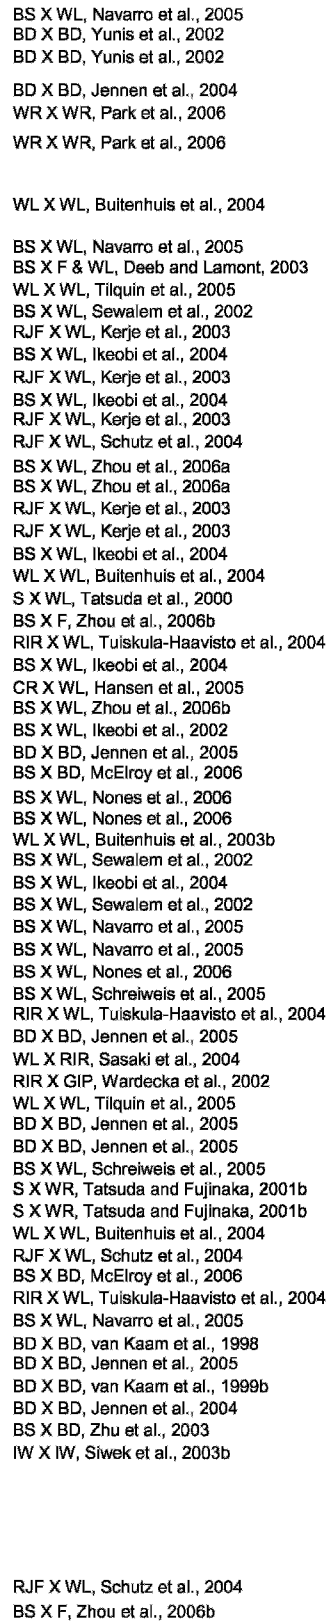 BS X WL, Navarro et al., 2005
BD X BD, Yunis et al., 2002
BD X BD, Yunis et al., 2002
BD X BD, Jennen et al., 2004
WR X WR, Park et al., 2006
WR X WR, Park et al., 2006
WL X WL, Buitenhuis et al., 2004
BS X WL, Navarro et al., 2005
BS X F & WL, Deeb and Lamont, 2003
WL X WL, Tilquin et al., 2005
BS X WL, Sewalem et al., 2002
RJF X WL, Kerje et al., 2003
BS X WL, Ikeobi et al., 2004
RJF X WL, Kerje et al., 2003
BS X WL, Ikeobi et al., 2004
RJF X WL, Kerje et al., 2003
RJF X WL, Schutz et al., 2004
BS X WL, Zhou et al., 2006a
BS X WL, Zhou et al., 2006a
RJF X WL, Kerje et al., 2003
RJF X WL, Kerje et al., 2003
BS X WL, Ikeobi et al., 2004
WL X WL, Buitenhuis et al., 2004
S X WL, Tatsuda et al., 2000
BS X F, Zhou et al., 2006b
RIR X WL, Tuiskula-Haavisto et al., 2004
BS X WL, Ikeobi et al., 2004
CR X WL, Hansen et al., 2005
BS X WL, Zhou et al., 2006b
BS X WL, Ikeobi et al., 2002
BD X BD, Jennen et al., 2005
BS X BD, McElroy et al., 2006
BS X WL, Nones et al., 2006
BS X WL, Nones et al., 2006
WL X WL, Buitenhuis et al., 2003b
BS X WL, Sewalem et al., 2002
BS X WL, Ikeobi et al., 2004
BS X WL, Sewalem et al., 2002
BS X WL, Navarro et al., 2005
BS X WL, Navarro et al., 2005
BS X WL, Nones et al., 2006
BS X WL, Schreiweis et al., 2005
RIR X WL, Tuiskula-Haavisto et al., 2004
BD X BD, Jennen et al., 2005
WL X RIR, Sasaki et al., 2004
RIR X GIP, Wardecka et al., 2002
WL X WL, Tilquin et al., 2005
BD X BD, Jennen et al., 2005
BD X BD, Jennen et al., 2005
BS X WL, Schreiweis et al., 2005
S X WR, Tatsuda and Fujinaka, 2001b
S X WR, Tatsuda and Fujinaka, 2001b
WL X WL, Buitenhuis et al., 2004
RJF X WL, Schutz et al., 2004
BS X BD, McElroy et al., 2006
RIR X WL, Tuiskula-Haavisto et al., 2004
BS X WL, Navarro et al., 2005
BD X BD, van Kaam et al., 1998
BD X BD, Jennen et al., 2005
BD X BD, van Kaam et al., 1999b
BD X BD, Jennen et al., 2004
BS X BD, Zhu et al., 2003
IW X IW, Siwek et al., 2003b
RJF X WL, Schutz et al., 2004
BS X F, Zhou et al., 2006b